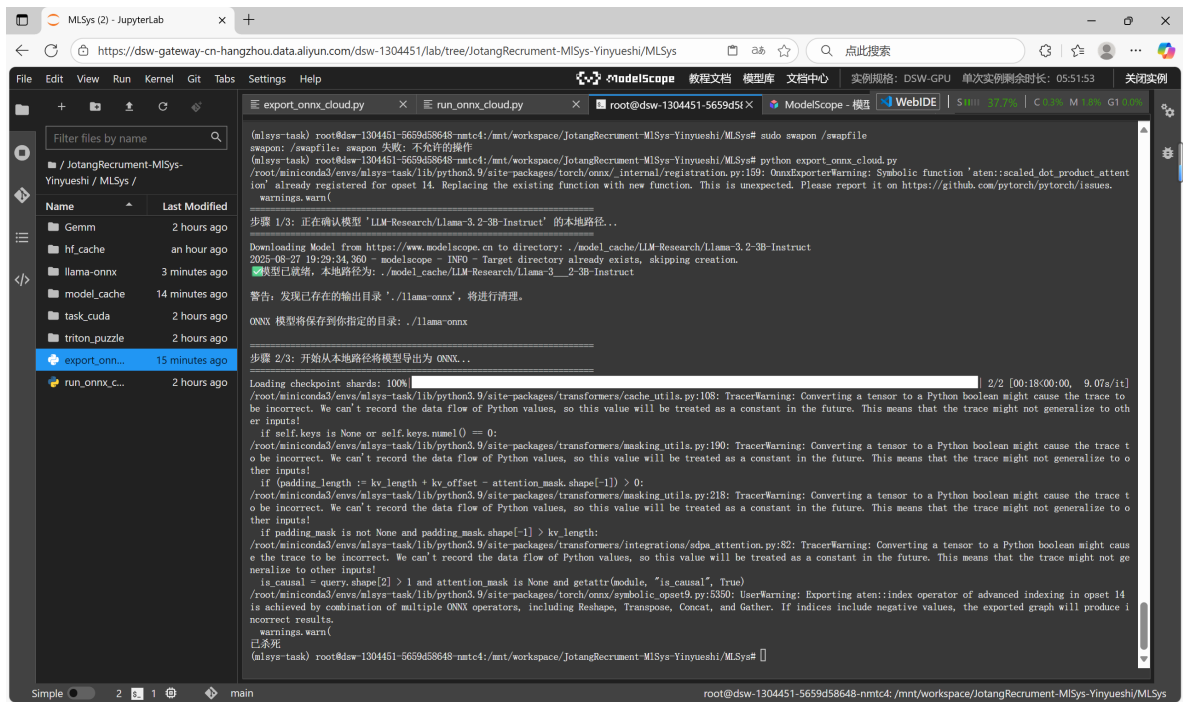 MLSys (2) - JupyterLab
https://dsw-gateway-cn-hangzhou.data.aliyun.com/dsw-1304451/lab/tree/JotangRecrument-MlSys-Yinyueshi/MLSys
点此搜索
File Edit View Run Kernel Git Tabs Settings Help
ModelScope 教程文档 模型库 文档中心 实例规格：DSW-GPU 单次实例剩余时长：05:51:53 关闭实例
export_onnx_cloud.py
run_onnx_cloud.py
root@dsw-1304451-5659d58
ModelScope - 模
WebIDE
S 37.7% C 0.3% M 1.8% G1 0.0%
Filter files by name
/ JotangRecrument-MlSys-
Yinyueshi / MLSys /
Name Last Modified
Gemm 2 hours ago
hf_cache an hour ago
llama-onnx 3 minutes ago
model_cache 14 minutes ago
task_cuda 2 hours ago
triton_puzzle 2 hours ago
export_onn... 15 minutes ago
run_onnx_c... 2 hours ago
(mlsys-task) root@dsw-1304451-5659d58648-nmtc4:/mnt/workspace/JotangRecrument-MlSys-Yinyueshi/MLSys# sudo swapon /swapfile
swapon: /swapfile: swapon 失败: 不允许的操作
(mlsys-task) root@dsw-1304451-5659d58648-nmtc4:/mnt/workspace/JotangRecrument-MlSys-Yinyueshi/MLSys# python export_onnx_cloud.py
/root/miniconda3/envs/mlsys-task/lib/python3.9/site-packages/torch/onnx/_internal/registration.py:159: OnnxExporterWarning: Symbolic function 'aten::scaled_dot_product_attent
ion' already registered for opset 14. Replacing the existing function with new function. This is unexpected. Please report it on https://github.com/pytorch/pytorch/issues.
warnings.warn(
步骤 1/3: 正在确认模型 'LLM-Research/Llama-3.2-3B-Instruct' 的本地路径...
Downloading Model from https://www.modelscope.cn to directory: ./model_cache/LLM-Research/Llama-3.2-3B-Instruct
2025-08-27 19:29:34,360 - modelscope - INFO - Target directory already exists, skipping creation.
✅模型已就绪，本地路径为: ./model_cache/LLM-Research/Llama-3___2-3B-Instruct
警告：发现已存在的输出目录 './llama-onnx'，将进行清理。
ONNX 模型将保存到你指定的目录: ./llama-onnx
步骤 2/3: 开始从本地路径将模型导出为 ONNX...
Loading checkpoint shards: 100%| | 2/2 [00:18<00:00, 9.07s/it]
/root/miniconda3/envs/mlsys-task/lib/python3.9/site-packages/transformers/cache_utils.py:108: TracerWarning: Converting a tensor to a Python boolean might cause the trace to
be incorrect. We can't record the data flow of Python values, so this value will be treated as a constant in the future. This means that the trace might not generalize to oth
er inputs!
if self.keys is None or self.keys.numel() == 0:
/root/miniconda3/envs/mlsys-task/lib/python3.9/site-packages/transformers/masking_utils.py:190: TracerWarning: Converting a tensor to a Python boolean might cause the trace t
o be incorrect. We can't record the data flow of Python values, so this value will be treated as a constant in the future. This means that the trace might not generalize to o
ther inputs!
if (padding_length := kv_length + kv_offset - attention_mask.shape[-1]) > 0:
/root/miniconda3/envs/mlsys-task/lib/python3.9/site-packages/transformers/masking_utils.py:218: TracerWarning: Converting a tensor to a Python boolean might cause the trace t
o be incorrect. We can't record the data flow of Python values, so this value will be treated as a constant in the future. This means that the trace might not generalize to o
ther inputs!
if padding_mask is not None and padding_mask.shape[-1] > kv_length:
/root/miniconda3/envs/mlsys-task/lib/python3.9/site-packages/transformers/integrations/sdpa_attention.py:82: TracerWarning: Converting a tensor to a Python boolean might caus
e the trace to be incorrect. We can't record the data flow of Python values, so this value will be treated as a constant in the future. This means that the trace might not ge
neralize to other inputs!
is_causal = query.shape[2] > 1 and attention_mask is None and getattr(module, "is_causal", True)
/root/miniconda3/envs/mlsys-task/lib/python3.9/site-packages/torch/onnx/symbolic_opset9.py:5350: UserWarning: Exporting aten::index operator of advanced indexing in opset 14
is achieved by combination of multiple ONNX operators, including Reshape, Transpose, Concat, and Gather. If indices include negative values, the exported graph will produce i
ncorrect results.
warnings.warn(
已杀死
(mlsys-task) root@dsw-1304451-5659d58648-nmtc4:/mnt/workspace/JotangRecrument-MlSys-Yinyueshi/MLSys#
Simple 2 1 main
root@dsw-1304451-5659d58648-nmtc4: /mnt/workspace/JotangRecrument-MlSys-Yinyueshi/MLSys